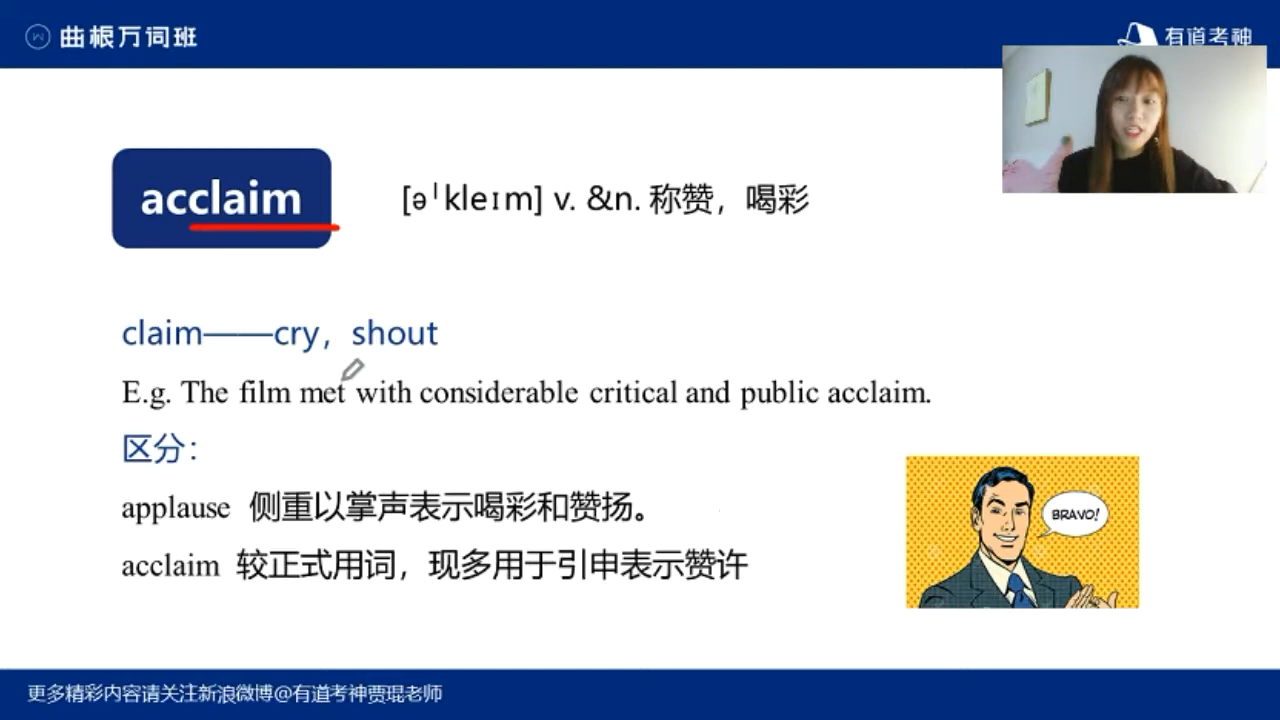 曲根万词班
有道考神
acclaim
[əˈkleɪm] v. &n. 称赞，喝彩
claim——cry，shout
E.g. The film met with considerable critical and public acclaim.
区分：
applause 侧重以掌声表示喝彩和赞扬。
acclaim 较正式用词，现多用于引申表示赞许
BRAVO!
更多精彩内容请关注新浪微博@有道考神贾琨老师